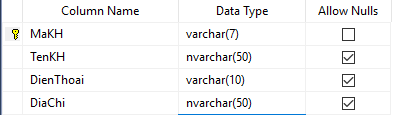 Column Name Data Type Allow Nulls
MaKH varchar(7)
TenKH nvarchar(50)
DienThoai varchar(10)
DiaChi nvarchar(50)